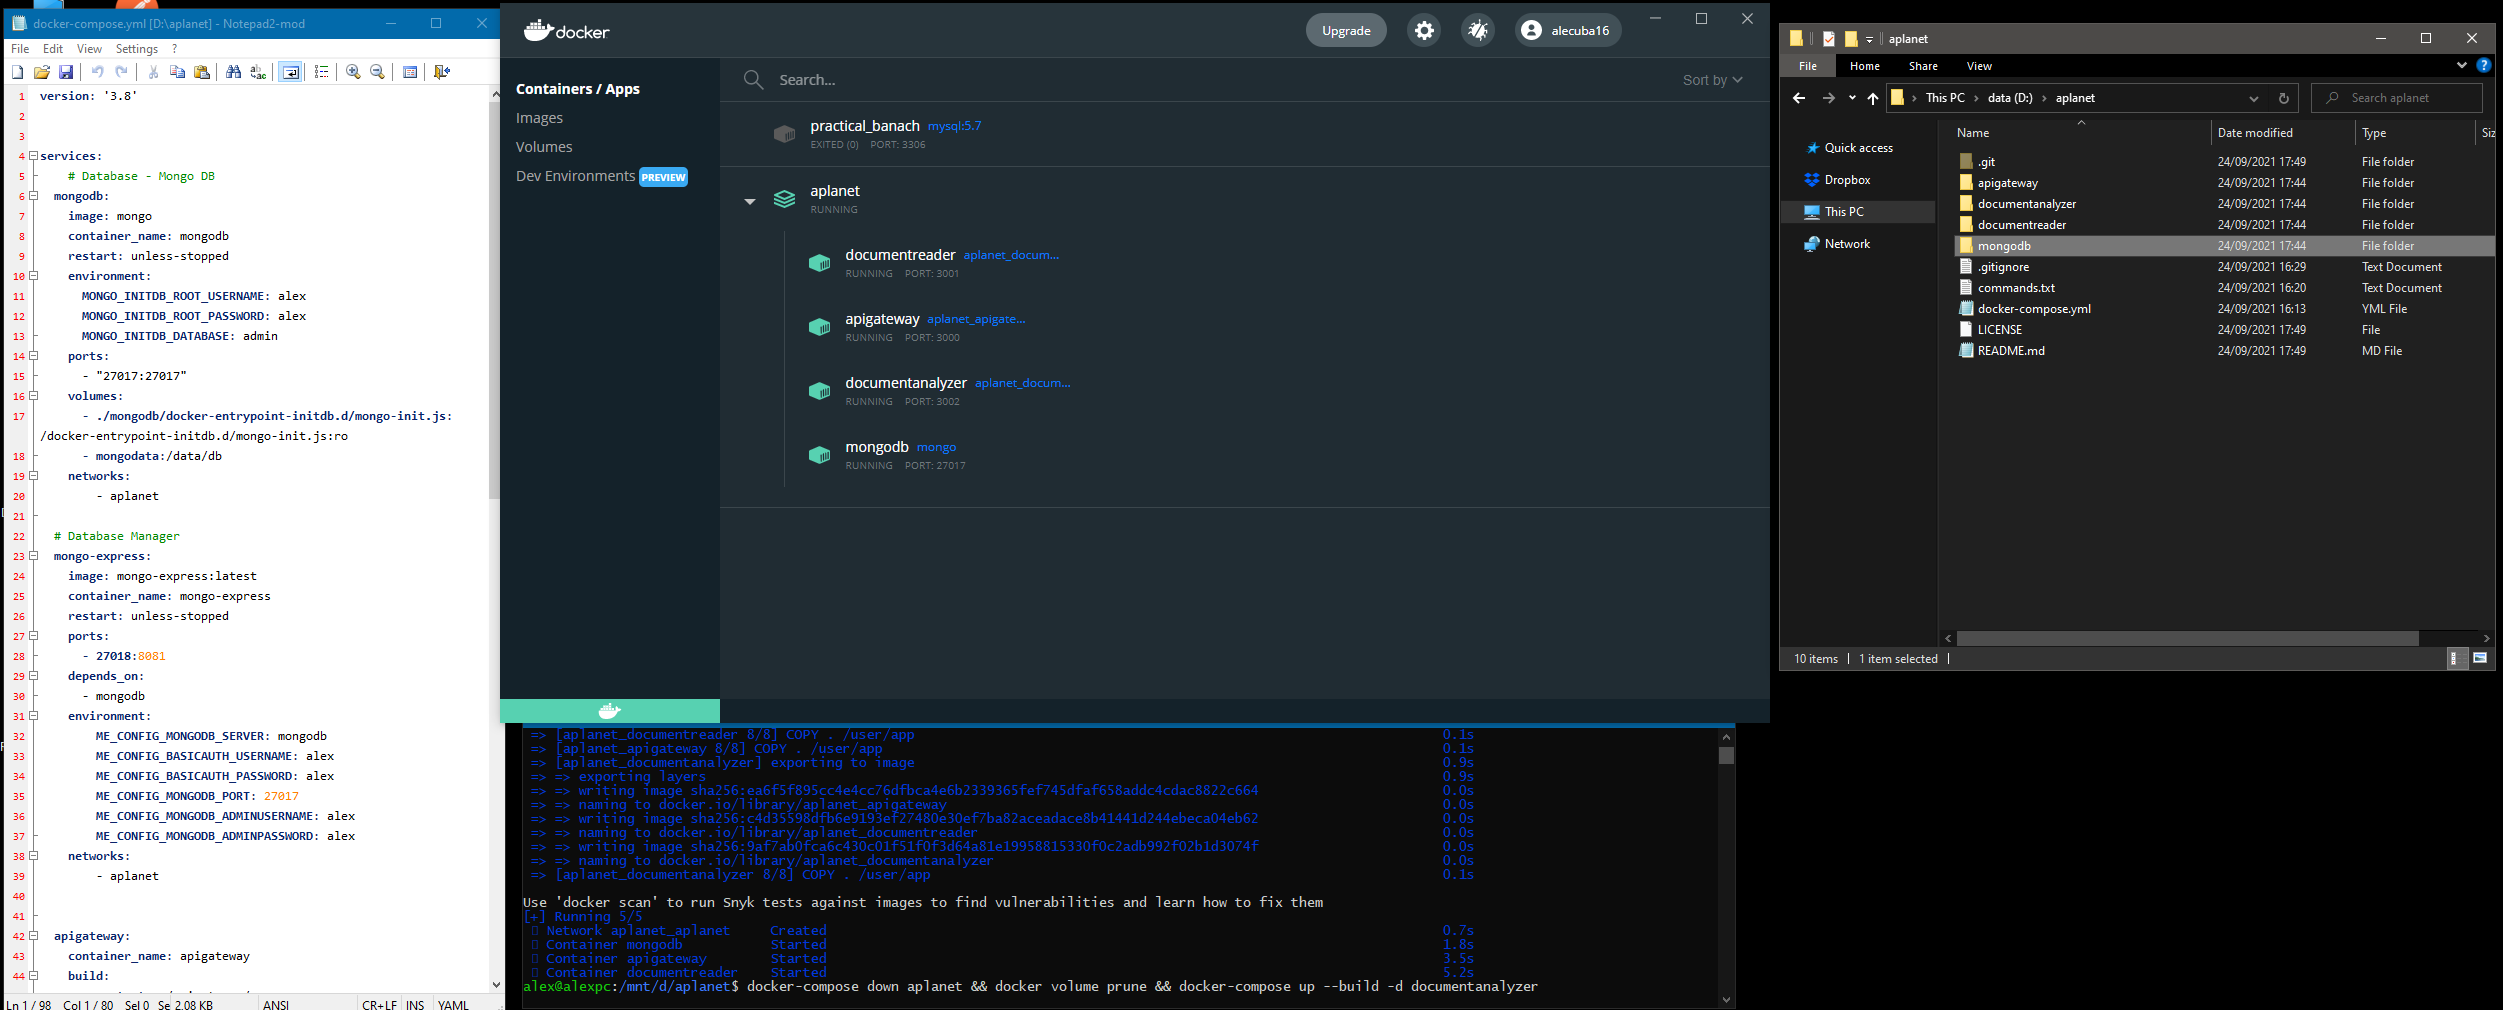 docker-compose.yml [D:\aplanet] - Notepad2-mod
File Edit View Settings ?
1 version: '3.8'
2
3
4 services:
5 # Database - Mongo DB
6 mongodb:
7 image: mongo
8 container_name: mongodb
9 restart: unless-stopped
10 environment:
11 MONGO_INITDB_ROOT_USERNAME: alex
12 MONGO_INITDB_ROOT_PASSWORD: alex
13 MONGO_INITDB_DATABASE: admin
14 ports:
15 - "27017:27017"
16 volumes:
17 - ./mongodb/docker-entrypoint-initdb.d/mongo-init.js:
/docker-entrypoint-initdb.d/mongo-init.js:ro
18 - mongodata:/data/db
19 networks:
20 - aplanet
21
22 # Database Manager
23 mongo-express:
24 image: mongo-express:latest
25 container_name: mongo-express
26 restart: unless-stopped
27 ports:
28 - 27018:8081
29 depends_on:
30 - mongodb
31 environment:
32 ME_CONFIG_MONGODB_SERVER: mongodb
33 ME_CONFIG_BASICAUTH_USERNAME: alex
34 ME_CONFIG_BASICAUTH_PASSWORD: alex
35 ME_CONFIG_MONGODB_PORT: 27017
36 ME_CONFIG_MONGODB_ADMINUSERNAME: alex
37 ME_CONFIG_MONGODB_ADMINPASSWORD: alex
38 networks:
39 - aplanet
40
41
42 apigateway:
43 container_name: apigateway
44 build:
Ln 1 / 98 Col 1 / 80 Sel 0 Se 2.08 KB ANSI CR+LF INS YAML
docker
Upgrade
alecuba16
Containers / Apps
Images
Volumes
Dev Environments PREVIEW
Search...
Sort by
practical_banach mysql:5.7
EXITED (0) PORT: 3306
aplanet
RUNNING
documentreader aplanet_docum...
RUNNING PORT: 3001
apigateway aplanet_apigate...
RUNNING PORT: 3000
documentanalyzer aplanet_docum...
RUNNING PORT: 3002
mongodb mongo
RUNNING PORT: 27017
=> [aplanet_documentreader 8/8] COPY . /user/app 0.1s
=> [aplanet_apigateway 8/8] COPY . /user/app 0.1s
=> [aplanet_documentanalyzer] exporting to image 0.9s
=> => exporting layers 0.9s
=> => writing image sha256:ea6f5f895cc4e4cc76dfbca4e6b2339365fef745dfaf658addc4cdac8822c664 0.0s
=> => naming to docker.io/library/aplanet_apigateway 0.0s
=> => writing image sha256:c4d35598dfb6e9193ef27480e30ef7ba82aceadace8b41441d244ebeca04eb62 0.0s
=> => naming to docker.io/library/aplanet_documentreader 0.0s
=> => writing image sha256:9af7ab0fca6c430c01f51f0f3d64a81e19958815330f0c2adb992f02b1d3074f 0.0s
=> => naming to docker.io/library/aplanet_documentanalyzer 0.0s
=> [aplanet_documentanalyzer 8/8] COPY . /user/app 0.1s
Use 'docker scan' to run Snyk tests against images to find vulnerabilities and learn how to fix them
[+] Running 5/5
Network aplanet_aplanet Created 0.7s
Container mongodb Started 1.8s
Container apigateway Started 3.5s
Container documentreader Started 5.2s
alex@alexpc:/mnt/d/aplanet$ docker-compose down aplanet && docker volume prune && docker-compose up --build -d documentanalyzer
aplanet
File Home Share View
This PC data (D:) aplanet
Search aplanet
Quick access
Dropbox
This PC
Network
Name Date modified Type Siz
.git 24/09/2021 17:49 File folder
apigateway 24/09/2021 17:44 File folder
documentanalyzer 24/09/2021 17:44 File folder
documentreader 24/09/2021 17:44 File folder
mongodb 24/09/2021 17:44 File folder
.gitignore 24/09/2021 16:29 Text Document
commands.txt 24/09/2021 16:20 Text Document
docker-compose.yml 24/09/2021 16:13 YML File
LICENSE 24/09/2021 17:49 File
README.md 24/09/2021 17:49 MD File
10 items 1 item selected